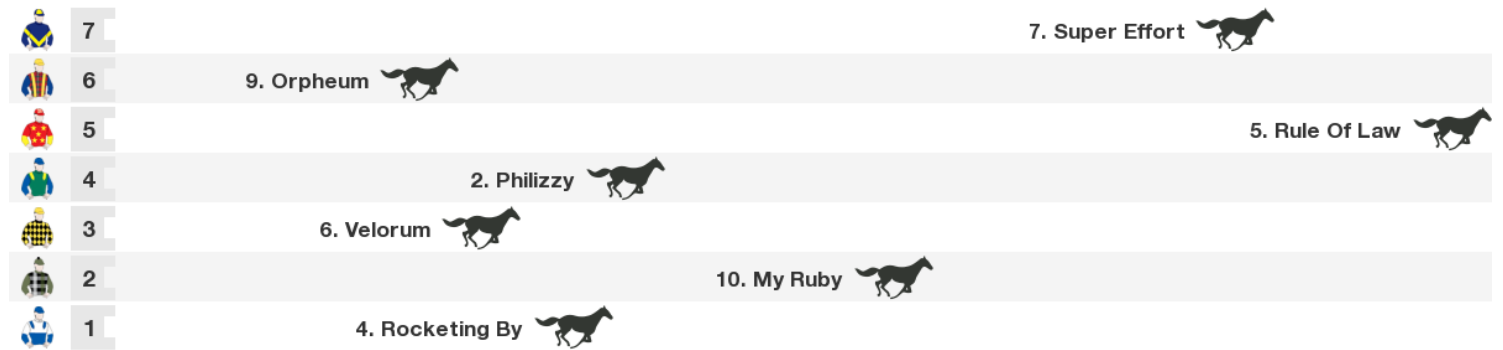 7 7. Super Effort
6 9. Orpheum
5 5. Rule Of Law
4 2. Philizzy
3 6. Velorum
2 10. My Ruby
1 4. Rocketing By